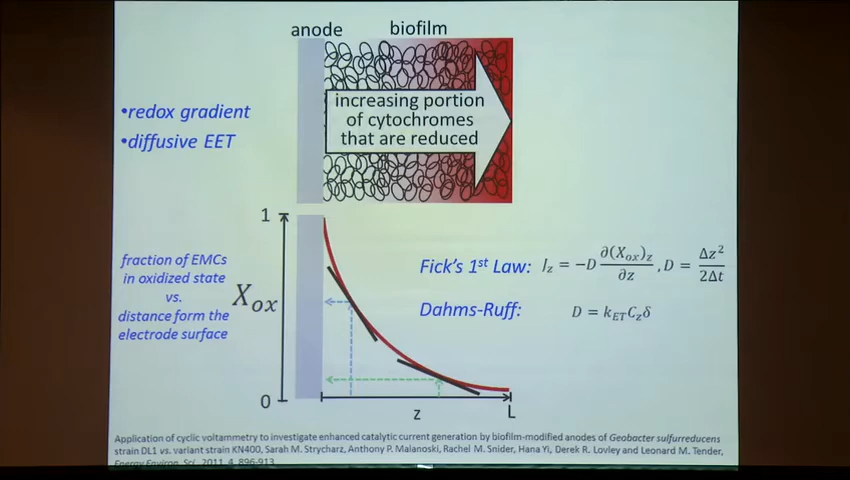 anode biofilm
•redox gradient
•diffusive EET
increasing portion
of cytochromes
that are reduced
1
fraction of EMCs
in oxidized state
vs.
distance form the
electrode surface
X_ox
Fick's 1st Law: J_z = −D ∂(X_ox)_z / ∂z , D = Δz² / 2Δt
Dahms-Ruff: D = k_ET C_z δ
0
z L
Application of cyclic voltammetry to investigate enhanced catalytic current generation by biofilm-modified anodes of Geobacter sulfurreducens
strain DL1 vs. variant strain KN400, Sarah M. Strycharz, Anthony P. Malanoski, Rachel M. Snider, Hana Yi, Derek R. Lovley and Leonard M. Tender,
Energy Environ. Sci., 2011, 4, 896-913